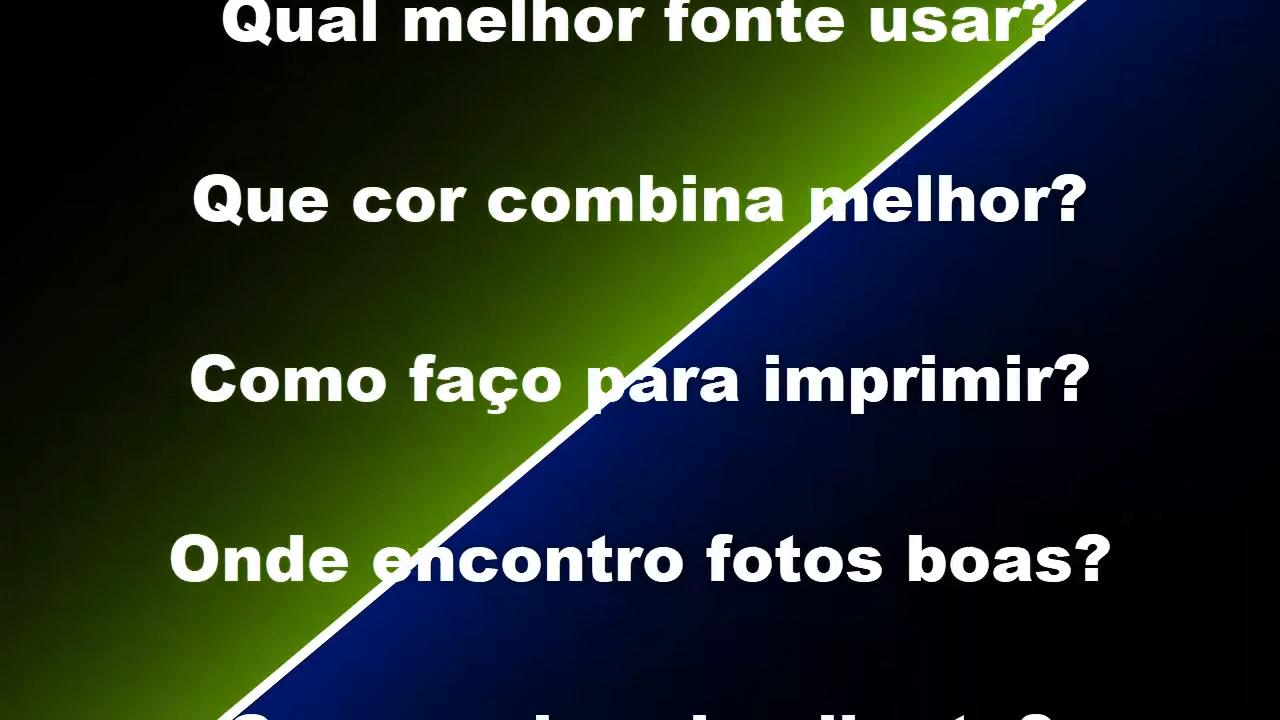 Qual melhor fonte usar?
Que cor combina melhor?
Como faço para imprimir?
Onde encontro fotos boas?